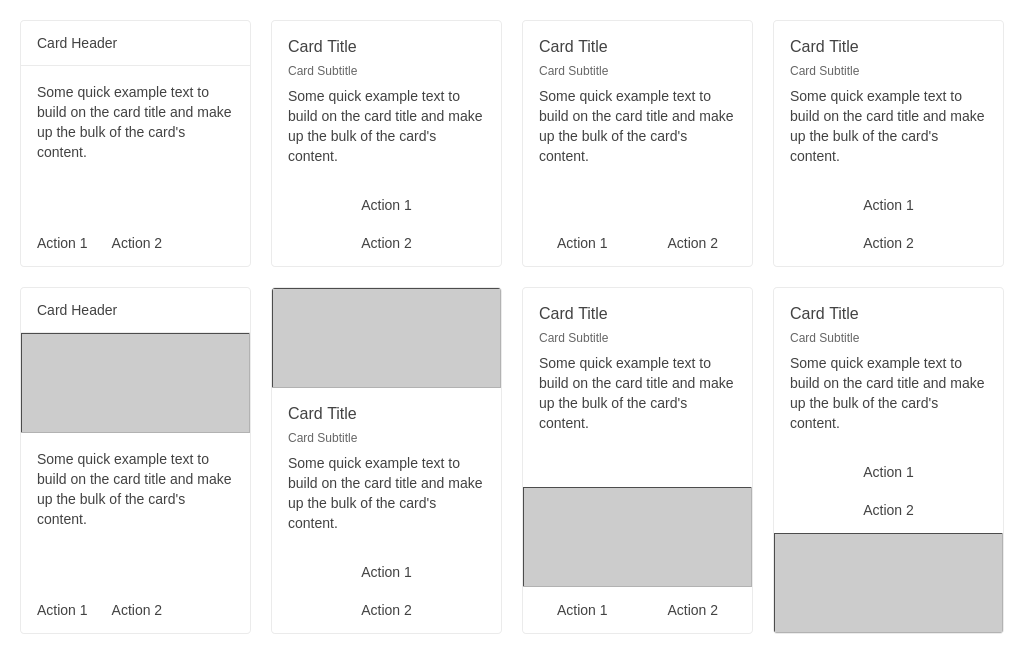 Card Header
Some quick example text to
build on the card title and make
up the bulk of the card's
content.
Action 1 Action 2
Card Title
Card Subtitle
Some quick example text to
build on the card title and make
up the bulk of the card's
content.
Action 1
Action 2
Card Title
Card Subtitle
Some quick example text to
build on the card title and make
up the bulk of the card's
content.
Action 1 Action 2
Card Title
Card Subtitle
Some quick example text to
build on the card title and make
up the bulk of the card's
content.
Action 1
Action 2
Card Header
Some quick example text to
build on the card title and make
up the bulk of the card's
content.
Action 1 Action 2
Card Title
Card Subtitle
Some quick example text to
build on the card title and make
up the bulk of the card's
content.
Action 1
Action 2
Card Title
Card Subtitle
Some quick example text to
build on the card title and make
up the bulk of the card's
content.
Action 1 Action 2
Card Title
Card Subtitle
Some quick example text to
build on the card title and make
up the bulk of the card's
content.
Action 1
Action 2